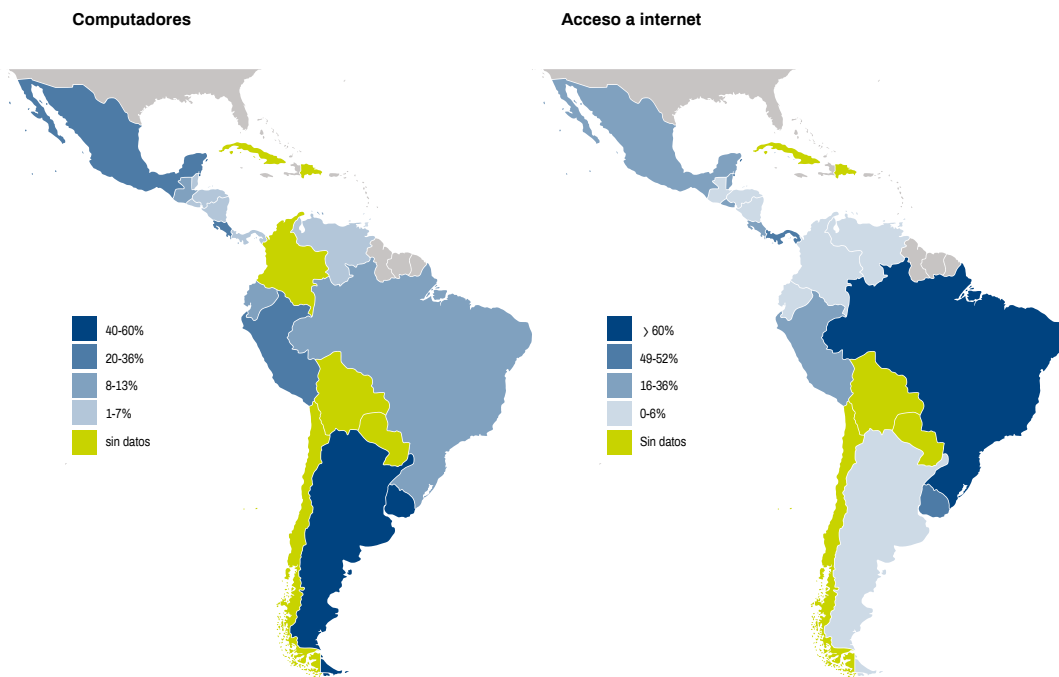 Computadores
Acceso a internet
40-60%
20-36%
8-13%
1-7%
sin datos
> 60%
49-52%
16-36%
0-6%
Sin datos